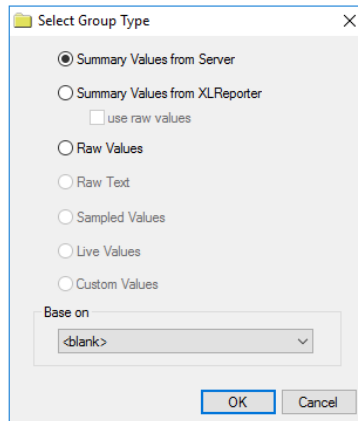 Select Group Type
Summary Values from Server
Summary Values from XLReporter
use raw values
Raw Values
Raw Text
Sampled Values
Live Values
Custom Values
Base on
<blank>
OK Cancel